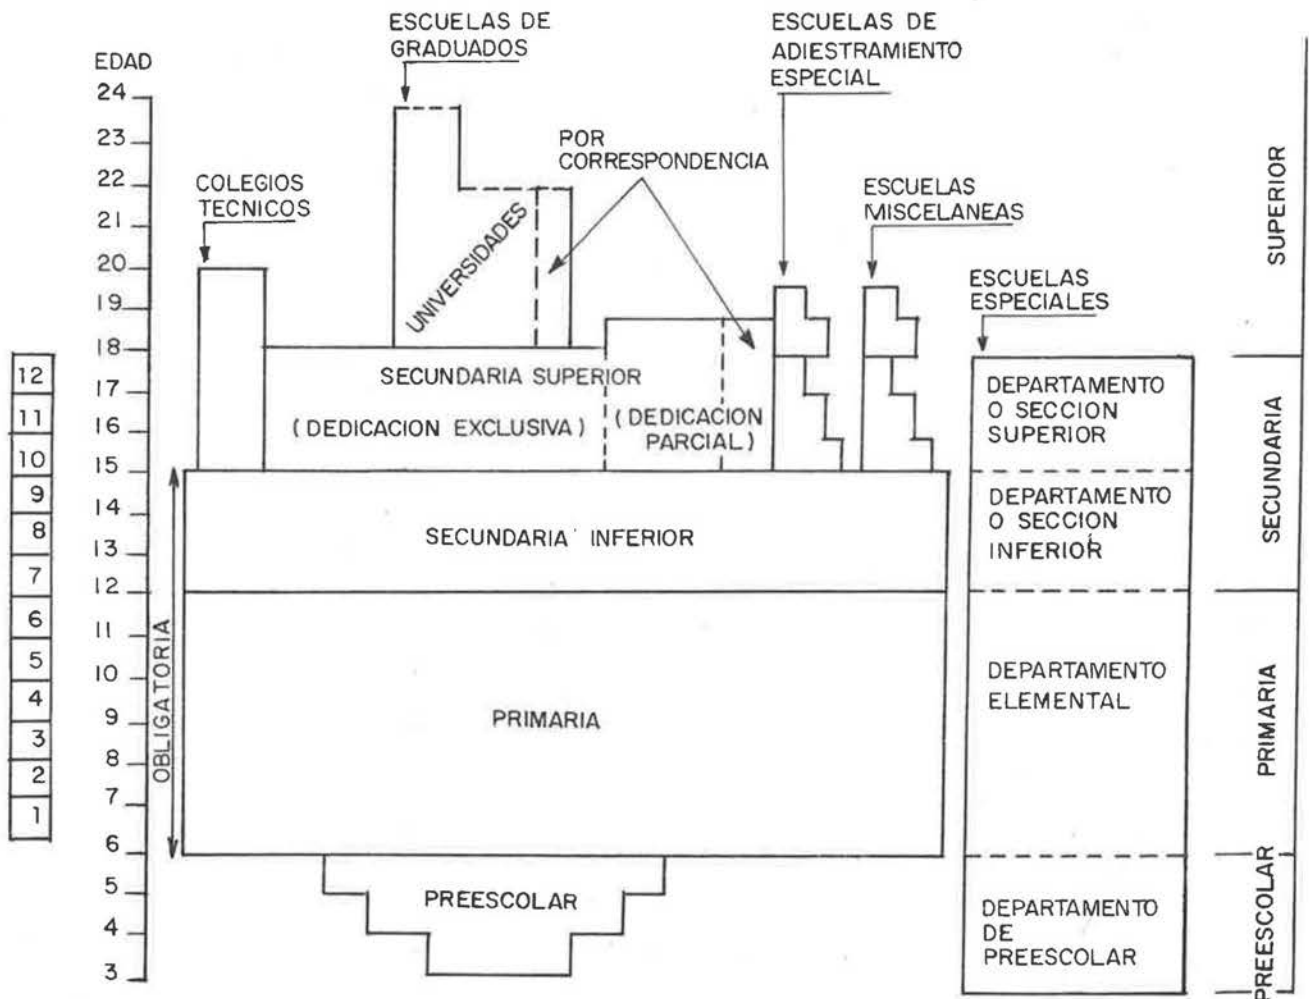 ESCUELAS DE
GRADUADOS
ESCUELAS DE
ADIESTRAMIENTO
ESPECIAL
EDAD
24
23
22
21
20
19
18
17
16
15
14
13
12
11
10
9
8
7
6
5
4
3
12
11
10
9
8
7
6
5
4
3
2
1
COLEGIOS
TECNICOS
POR
CORRESPONDENCIA
ESCUELAS
MISCELANEAS
UNIVERSIDADES
ESCUELAS
ESPECIALES
SECUNDARIA SUPERIOR
(DEDICACION EXCLUSIVA)
(DEDICACION
PARCIAL)
DEPARTAMENTO
O SECCION
SUPERIOR
SECUNDARIA INFERIOR
DEPARTAMENTO
O SECCION
INFERIOR
OBLIGATORIA
PRIMARIA
DEPARTAMENTO
ELEMENTAL
PREESCOLAR
DEPARTAMENTO
DE
PREESCOLAR
SUPERIOR
SECUNDARIA
PRIMARIA
PREESCOLAR